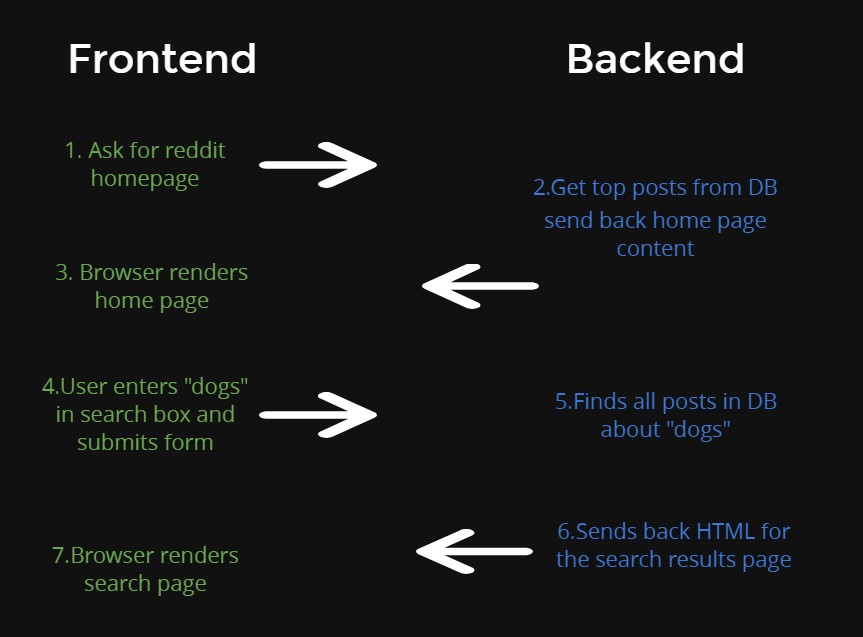 Frontend
Backend
1. Ask for reddit
homepage
2.Get top posts from DB
send back home page
content
3. Browser renders
home page
4.User enters "dogs"
in search box and
submits form
5.Finds all posts in DB
about "dogs"
6.Sends back HTML for
the search results page
7.Browser renders
search page